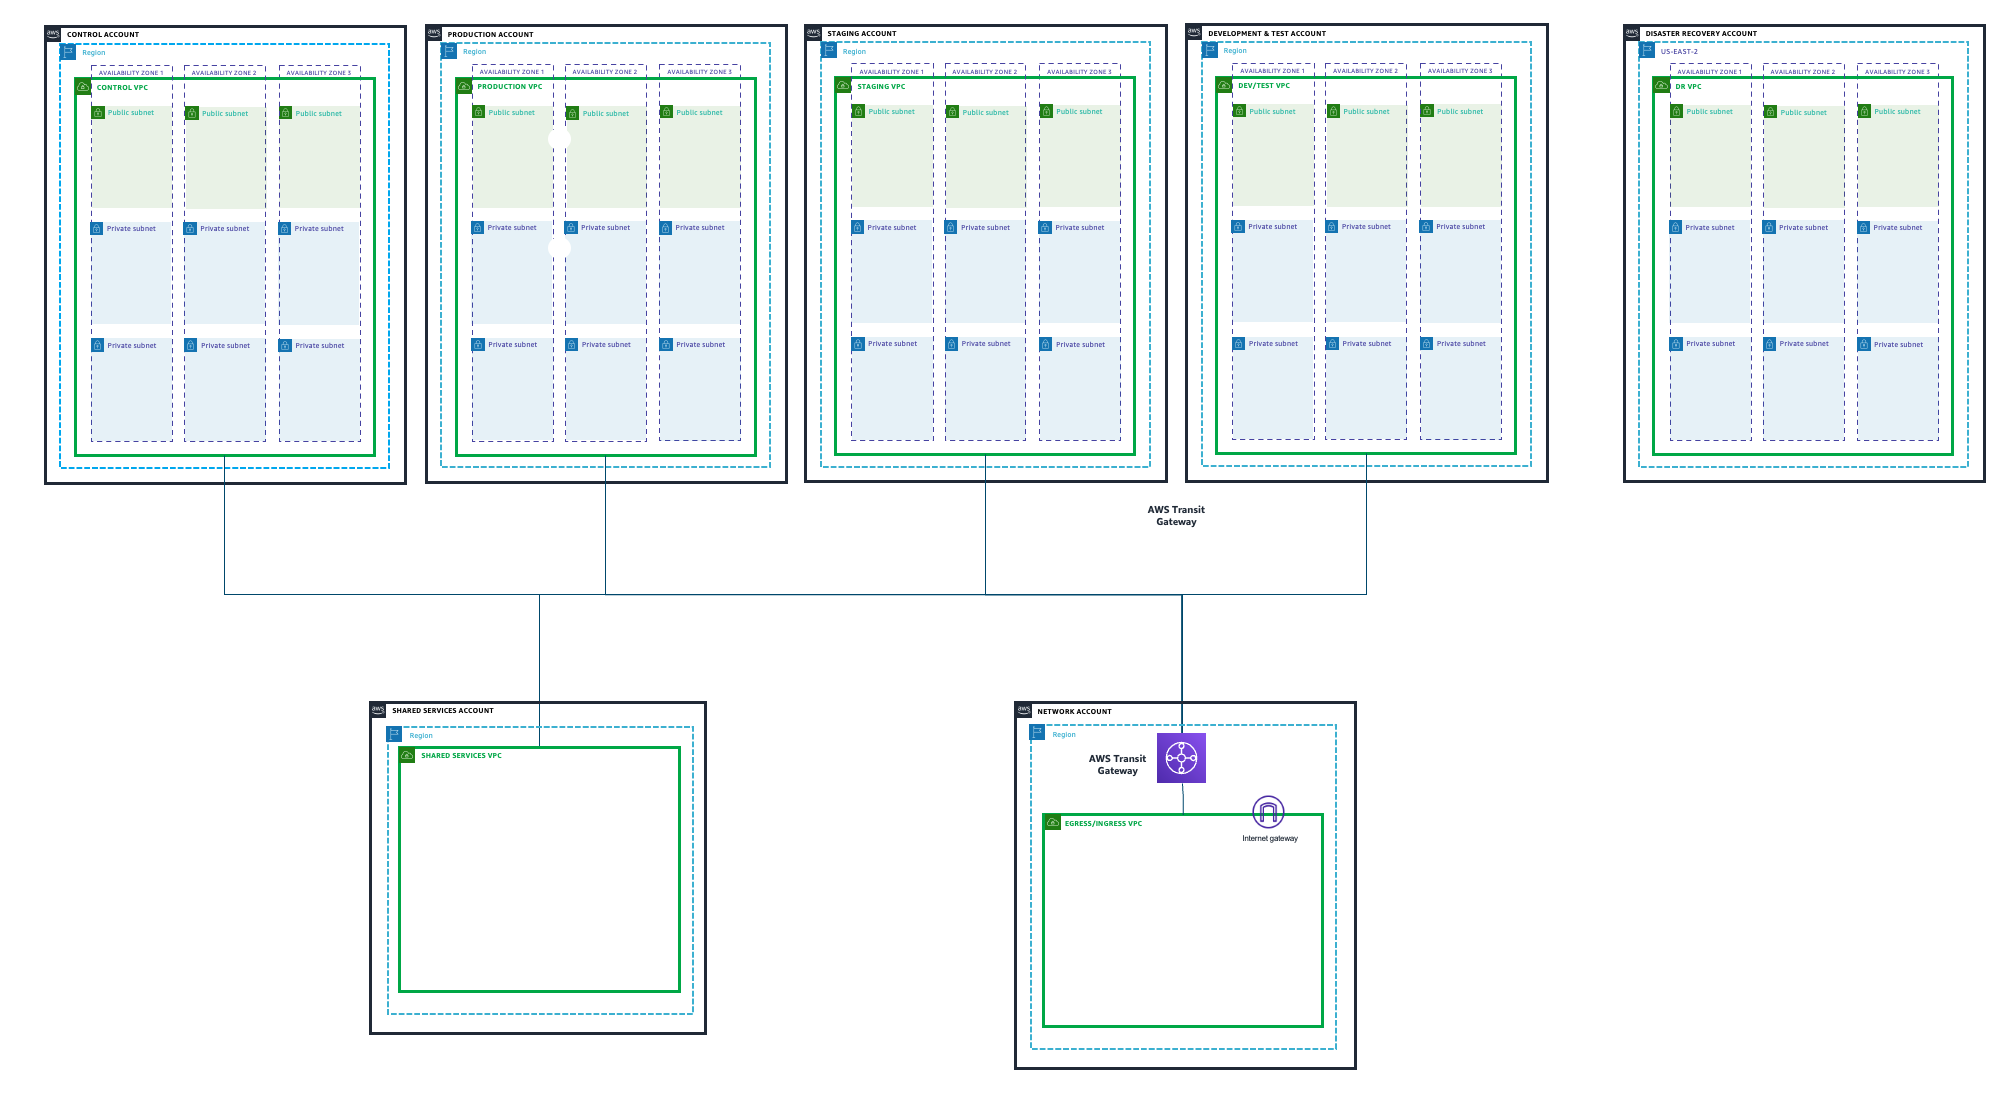 aws CONTROL ACCOUNT
Region
AVAILABILITY ZONE 1
AVAILABILITY ZONE 2
AVAILABILITY ZONE 3
CONTROL VPC
Public subnet
Public subnet
Public subnet
Private subnet
Private subnet
Private subnet
Private subnet
Private subnet
Private subnet
aws PRODUCTION ACCOUNT
Region
AVAILABILITY ZONE 1
AVAILABILITY ZONE 2
AVAILABILITY ZONE 3
PRODUCTION VPC
Public subnet
Public subnet
Public subnet
Private subnet
Private subnet
Private subnet
Private subnet
Private subnet
Private subnet
aws STAGING ACCOUNT
Region
AVAILABILITY ZONE 1
AVAILABILITY ZONE 2
AVAILABILITY ZONE 3
STAGING VPC
Public subnet
Public subnet
Public subnet
Private subnet
Private subnet
Private subnet
Private subnet
Private subnet
Private subnet
aws DEVELOPMENT & TEST ACCOUNT
Region
AVAILABILITY ZONE 1
AVAILABILITY ZONE 2
AVAILABILITY ZONE 3
DEV/TEST VPC
Public subnet
Public subnet
Public subnet
Private subnet
Private subnet
Private subnet
Private subnet
Private subnet
Private subnet
aws DISASTER RECOVERY ACCOUNT
US-EAST-2
AVAILABILITY ZONE 1
AVAILABILITY ZONE 2
AVAILABILITY ZONE 3
DR VPC
Public subnet
Public subnet
Public subnet
Private subnet
Private subnet
Private subnet
Private subnet
Private subnet
Private subnet
AWS Transit
Gateway
aws SHARED SERVICES ACCOUNT
Region
SHARED SERVICES VPC
aws NETWORK ACCOUNT
Region
AWS Transit
Gateway
EGRESS/INGRESS VPC
Internet gateway